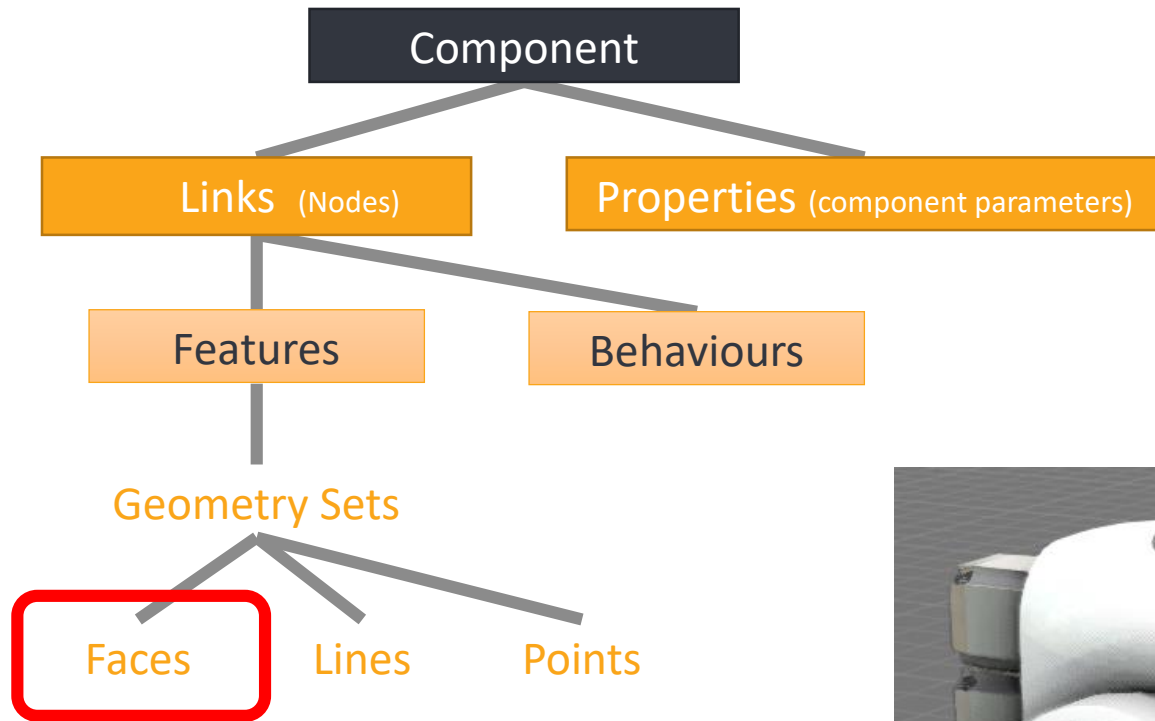 Component
Links (Nodes)
Properties (component parameters)
Features
Behaviours
Geometry Sets
Faces
Lines
Points